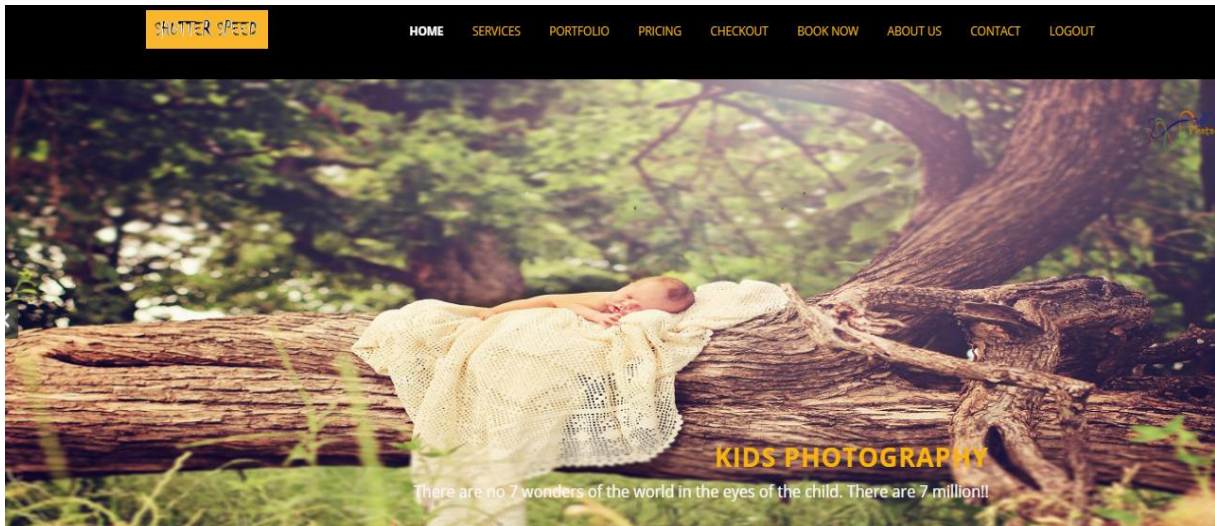 SHUTTER SPEED
HOME SERVICES PORTFOLIO PRICING CHECKOUT BOOK NOW ABOUT US CONTACT LOGOUT
KIDS PHOTOGRAPHY
There are no 7 wonders of the world in the eyes of the child. There are 7 million!!